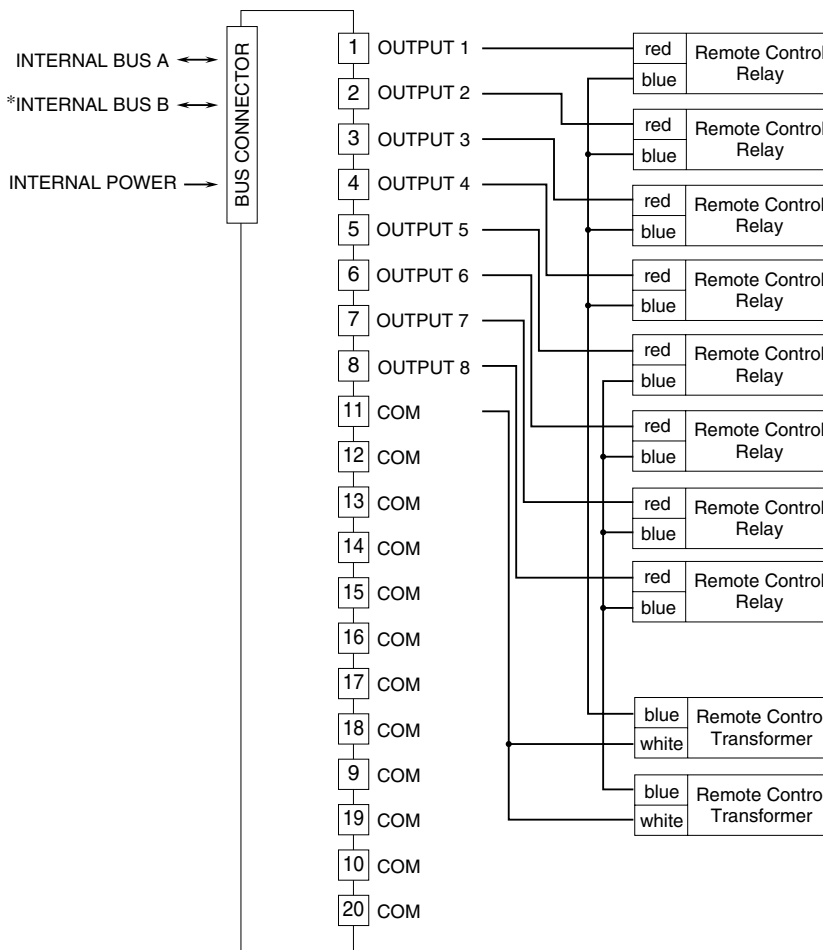 INTERNAL BUS A
*INTERNAL BUS B
INTERNAL POWER
BUS CONNECTOR
1 OUTPUT 1
2 OUTPUT 2
3 OUTPUT 3
4 OUTPUT 4
5 OUTPUT 5
6 OUTPUT 6
7 OUTPUT 7
8 OUTPUT 8
11 COM
12 COM
13 COM
14 COM
15 COM
16 COM
17 COM
18 COM
9 COM
19 COM
10 COM
20 COM
red
blue
Remote Control
Relay
red
blue
Remote Control
Relay
red
blue
Remote Control
Relay
red
blue
Remote Control
Relay
red
blue
Remote Control
Relay
red
blue
Remote Control
Relay
red
blue
Remote Control
Relay
red
blue
Remote Control
Relay
blue
white
Remote Contro
Transformer
blue
white
Remote Contro
Transformer